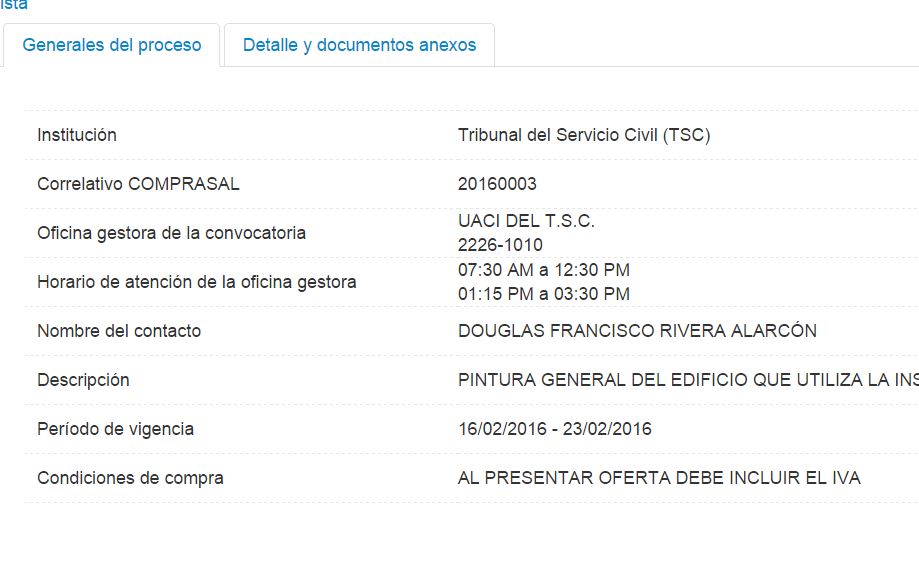 ista
Generales del proceso
Detalle y documentos anexos
Institución
Tribunal del Servicio Civil (TSC)
Correlativo COMPRASAL
20160003
Oficina gestora de la convocatoria
UACI DEL T.S.C.
2226-1010
Horario de atención de la oficina gestora
07:30 AM a 12:30 PM
01:15 PM a 03:30 PM
Nombre del contacto
DOUGLAS FRANCISCO RIVERA ALARCÓN
Descripción
PINTURA GENERAL DEL EDIFICIO QUE UTILIZA LA INS
Período de vigencia
16/02/2016 - 23/02/2016
Condiciones de compra
AL PRESENTAR OFERTA DEBE INCLUIR EL IVA